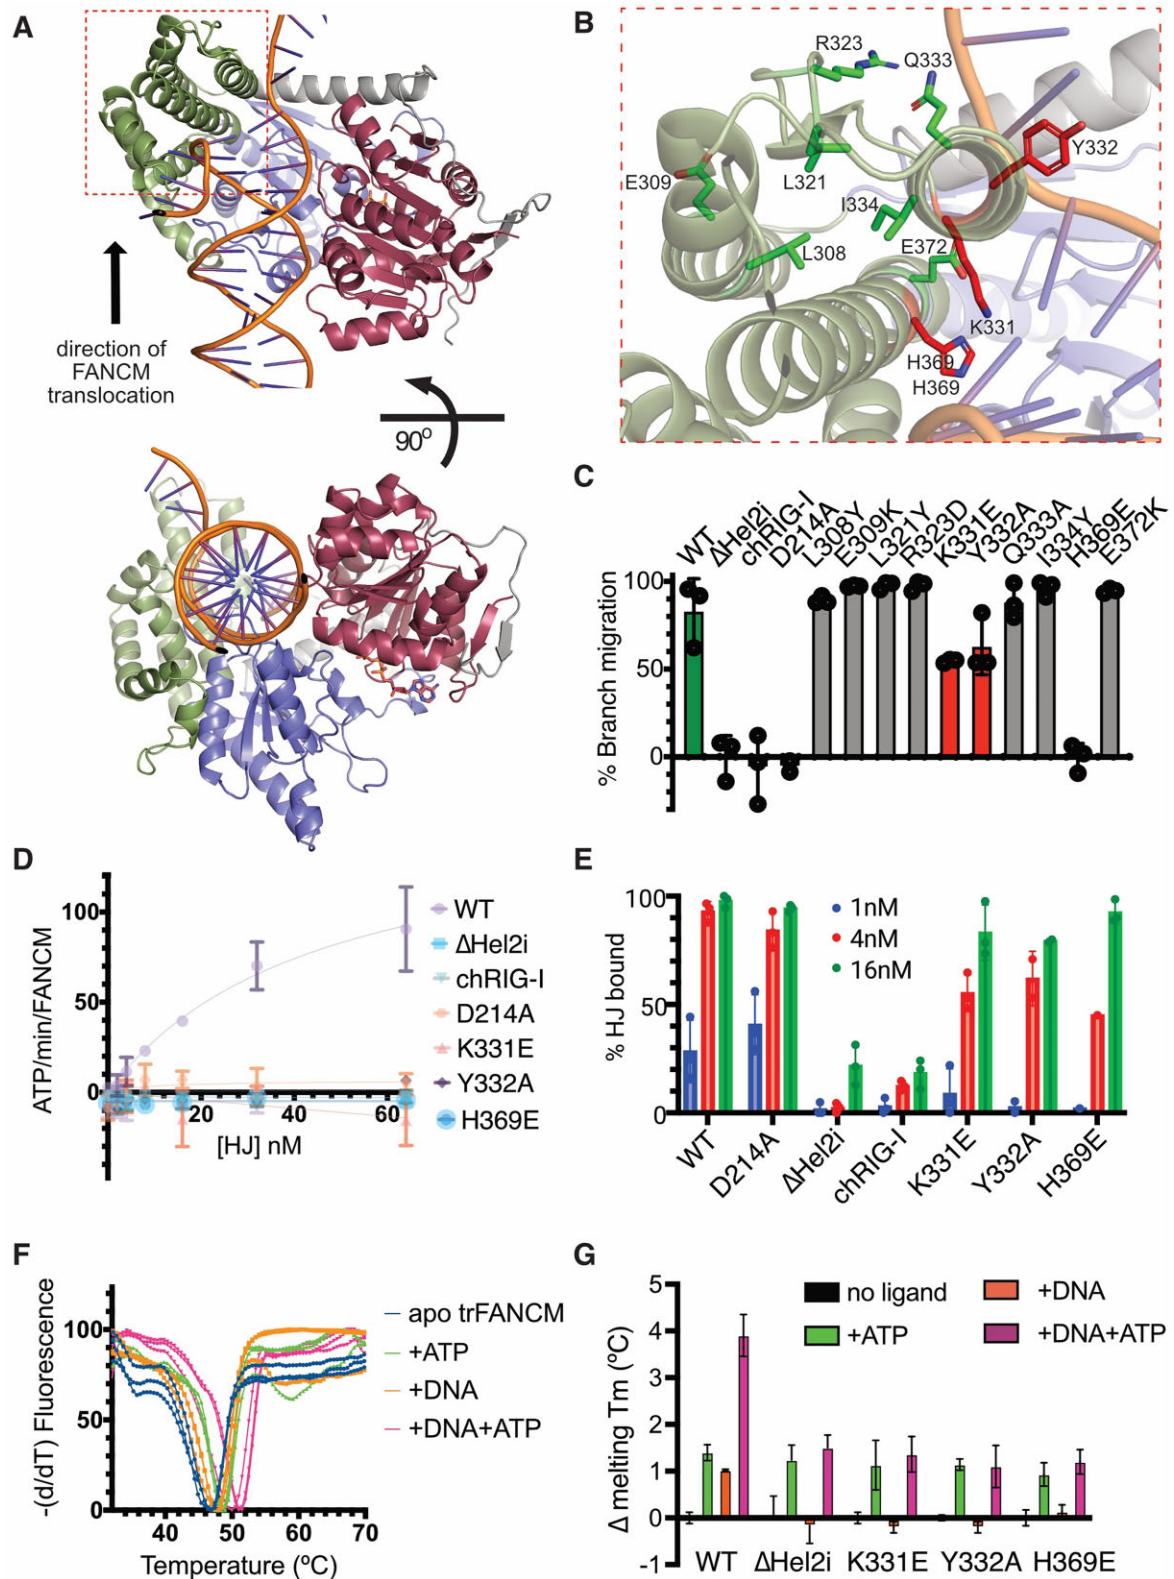 A
direction of
FANCM
translocation
90°
B
R323
Q333
Y332
E309
L321
I334
E372
L308
K331
H369
H369
C
WT
ΔHel2i
chRIG-I
D214A
L308Y
E309K
L321Y
R323D
K331E
Y332A
Q333A
I334Y
H369E
E372K
% Branch migration
100
50
0
D
ATP/min/FANCM
100
50
0
20
40
60
[HJ] nM
WT
ΔHel2i
chRIG-I
D214A
K331E
Y332A
H369E
E
% HJ bound
100
50
0
1nM
4nM
16nM
WT
D214A
ΔHel2i
chRIG-I
K331E
Y332A
H369E
F
-(d/dT) Fluorescence
100
50
0
40
50
60
70
Temperature (ºC)
apo trFANCM
+ATP
+DNA
+DNA+ATP
G
Δ melting Tm (ºC)
5
4
3
2
1
0
-1
no ligand
+DNA
+ATP
+DNA+ATP
WT
ΔHel2i
K331E
Y332A
H369E